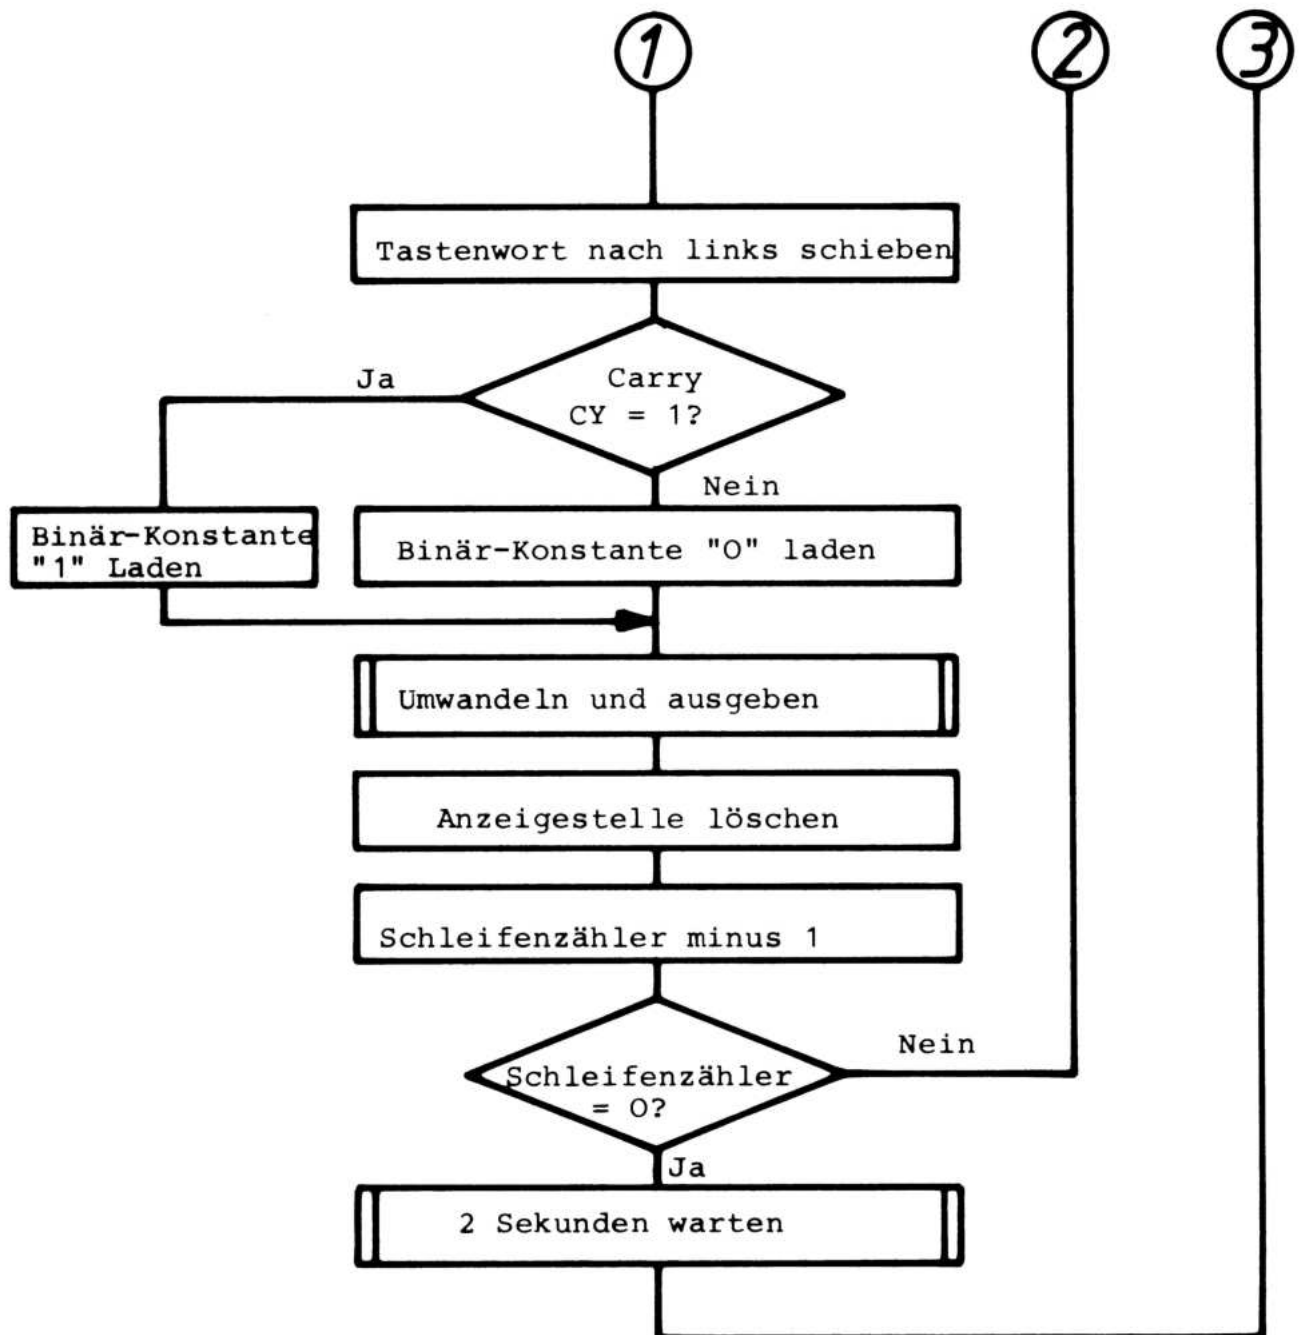 1
2
3
Tastenwort nach links schieben
Ja
Carry
CY = 1?
Nein
Binär-Konstante
"1" Laden
Binär-Konstante "O" laden
Umwandeln und ausgeben
Anzeigestelle löschen
Schleifenzähler minus 1
Nein
Schleifenzähler
= O?
Ja
2 Sekunden warten